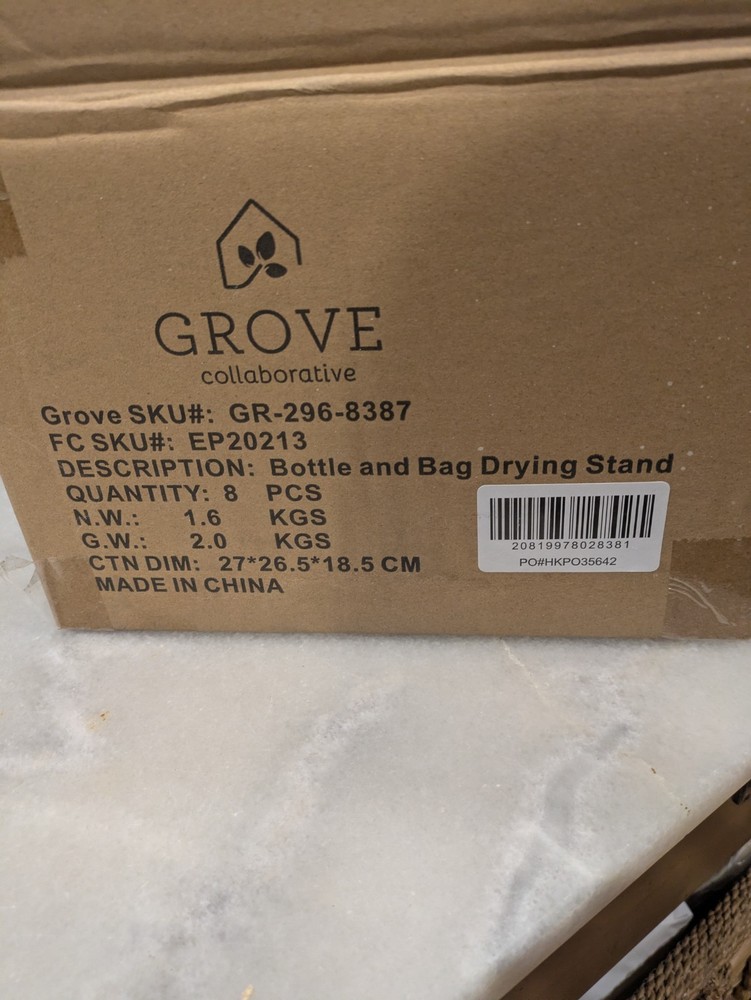 GROVE
collaborative
Grove SKU#: GR-296-8387
FC SKU#: EP20213
DESCRIPTION: Bottle and Bag Drying Stand
QUANTITY: 8 PCS
N.W.: 1.6 KGS
G.W.: 2.0 KGS
CTN DIM: 27*26.5*18.5 CM
MADE IN CHINA
20819978028381
PO#HKPO35642